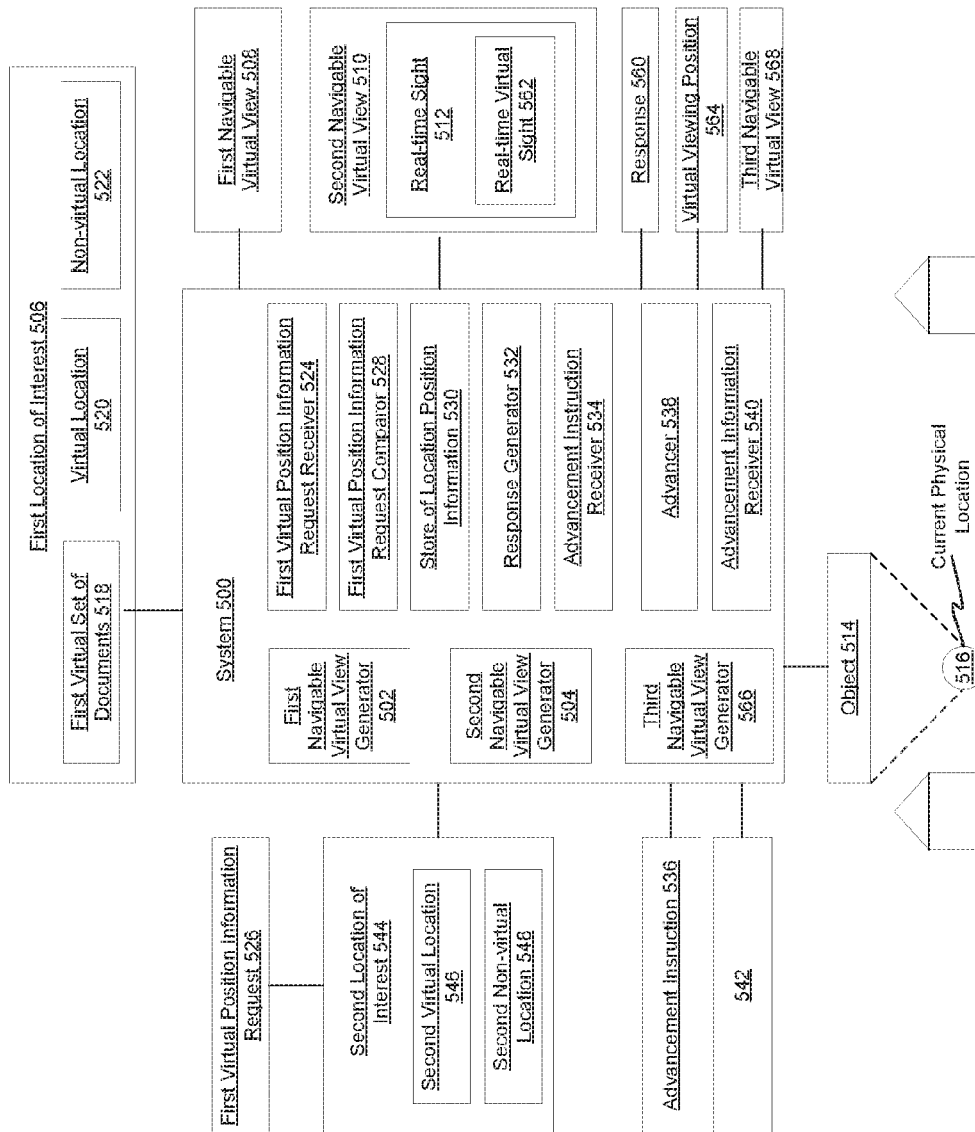 First Location of Interest 506
First Virtual Set of
Documents 518
Virtual Location
520
Non-virtual Location
522
First Virtual Position Information
Request 526
Second Location of
Interest 544
Second Virtual Location
546
Second Non-virtual
Location 548
Advancement Insruction 536
542
System 500
First
Navigable
Virtual View
Generator
502
Second
Navigable
Virtual View
Generator
504
Third
Navigable
Virtual View
Generator
566
First Virtual Position Information
Request Receiver 524
First Virtual Position Information
Request Comparor 528
Store of Location Position
Information 530
Response Generator 532
Advancement Instruction
Receiver 534
Advancer 538
Advancement Information
Receiver 540
First Navigable
Virtual View 508
Second Navigable
Virtual View 510
Real-time Sight
512
Real-time Virtual
Sight 562
Response 560
Virtual Viewing Position
564
Third Navigable
Virtual View 568
Object 514
516
Current Physical
Location